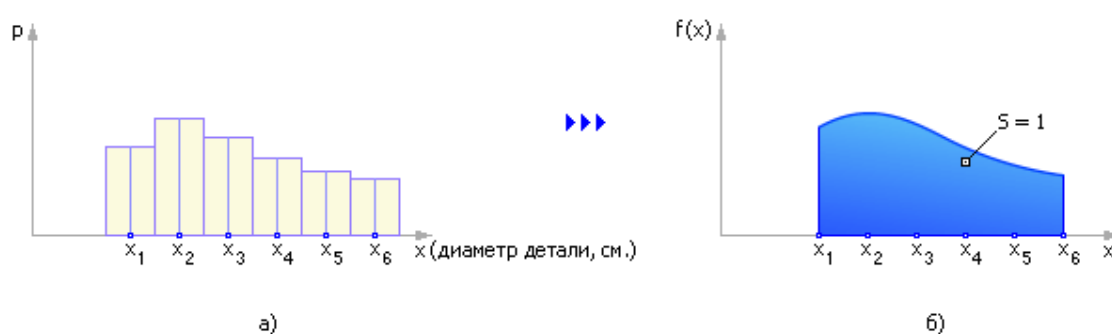 p
x₁ x₂ x₃ x₄ x₅ x₆ x (диаметр детали, см.)
а)
f(x)
S = 1
x₁ x₂ x₃ x₄ x₅ x₆ x
б)